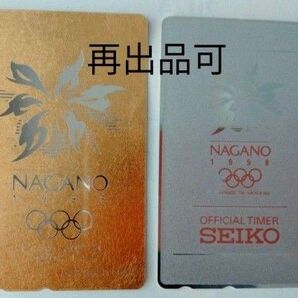 再出品可
NAGANO
NAGANO
1998
OFFICIAL TIMER
SEIKO